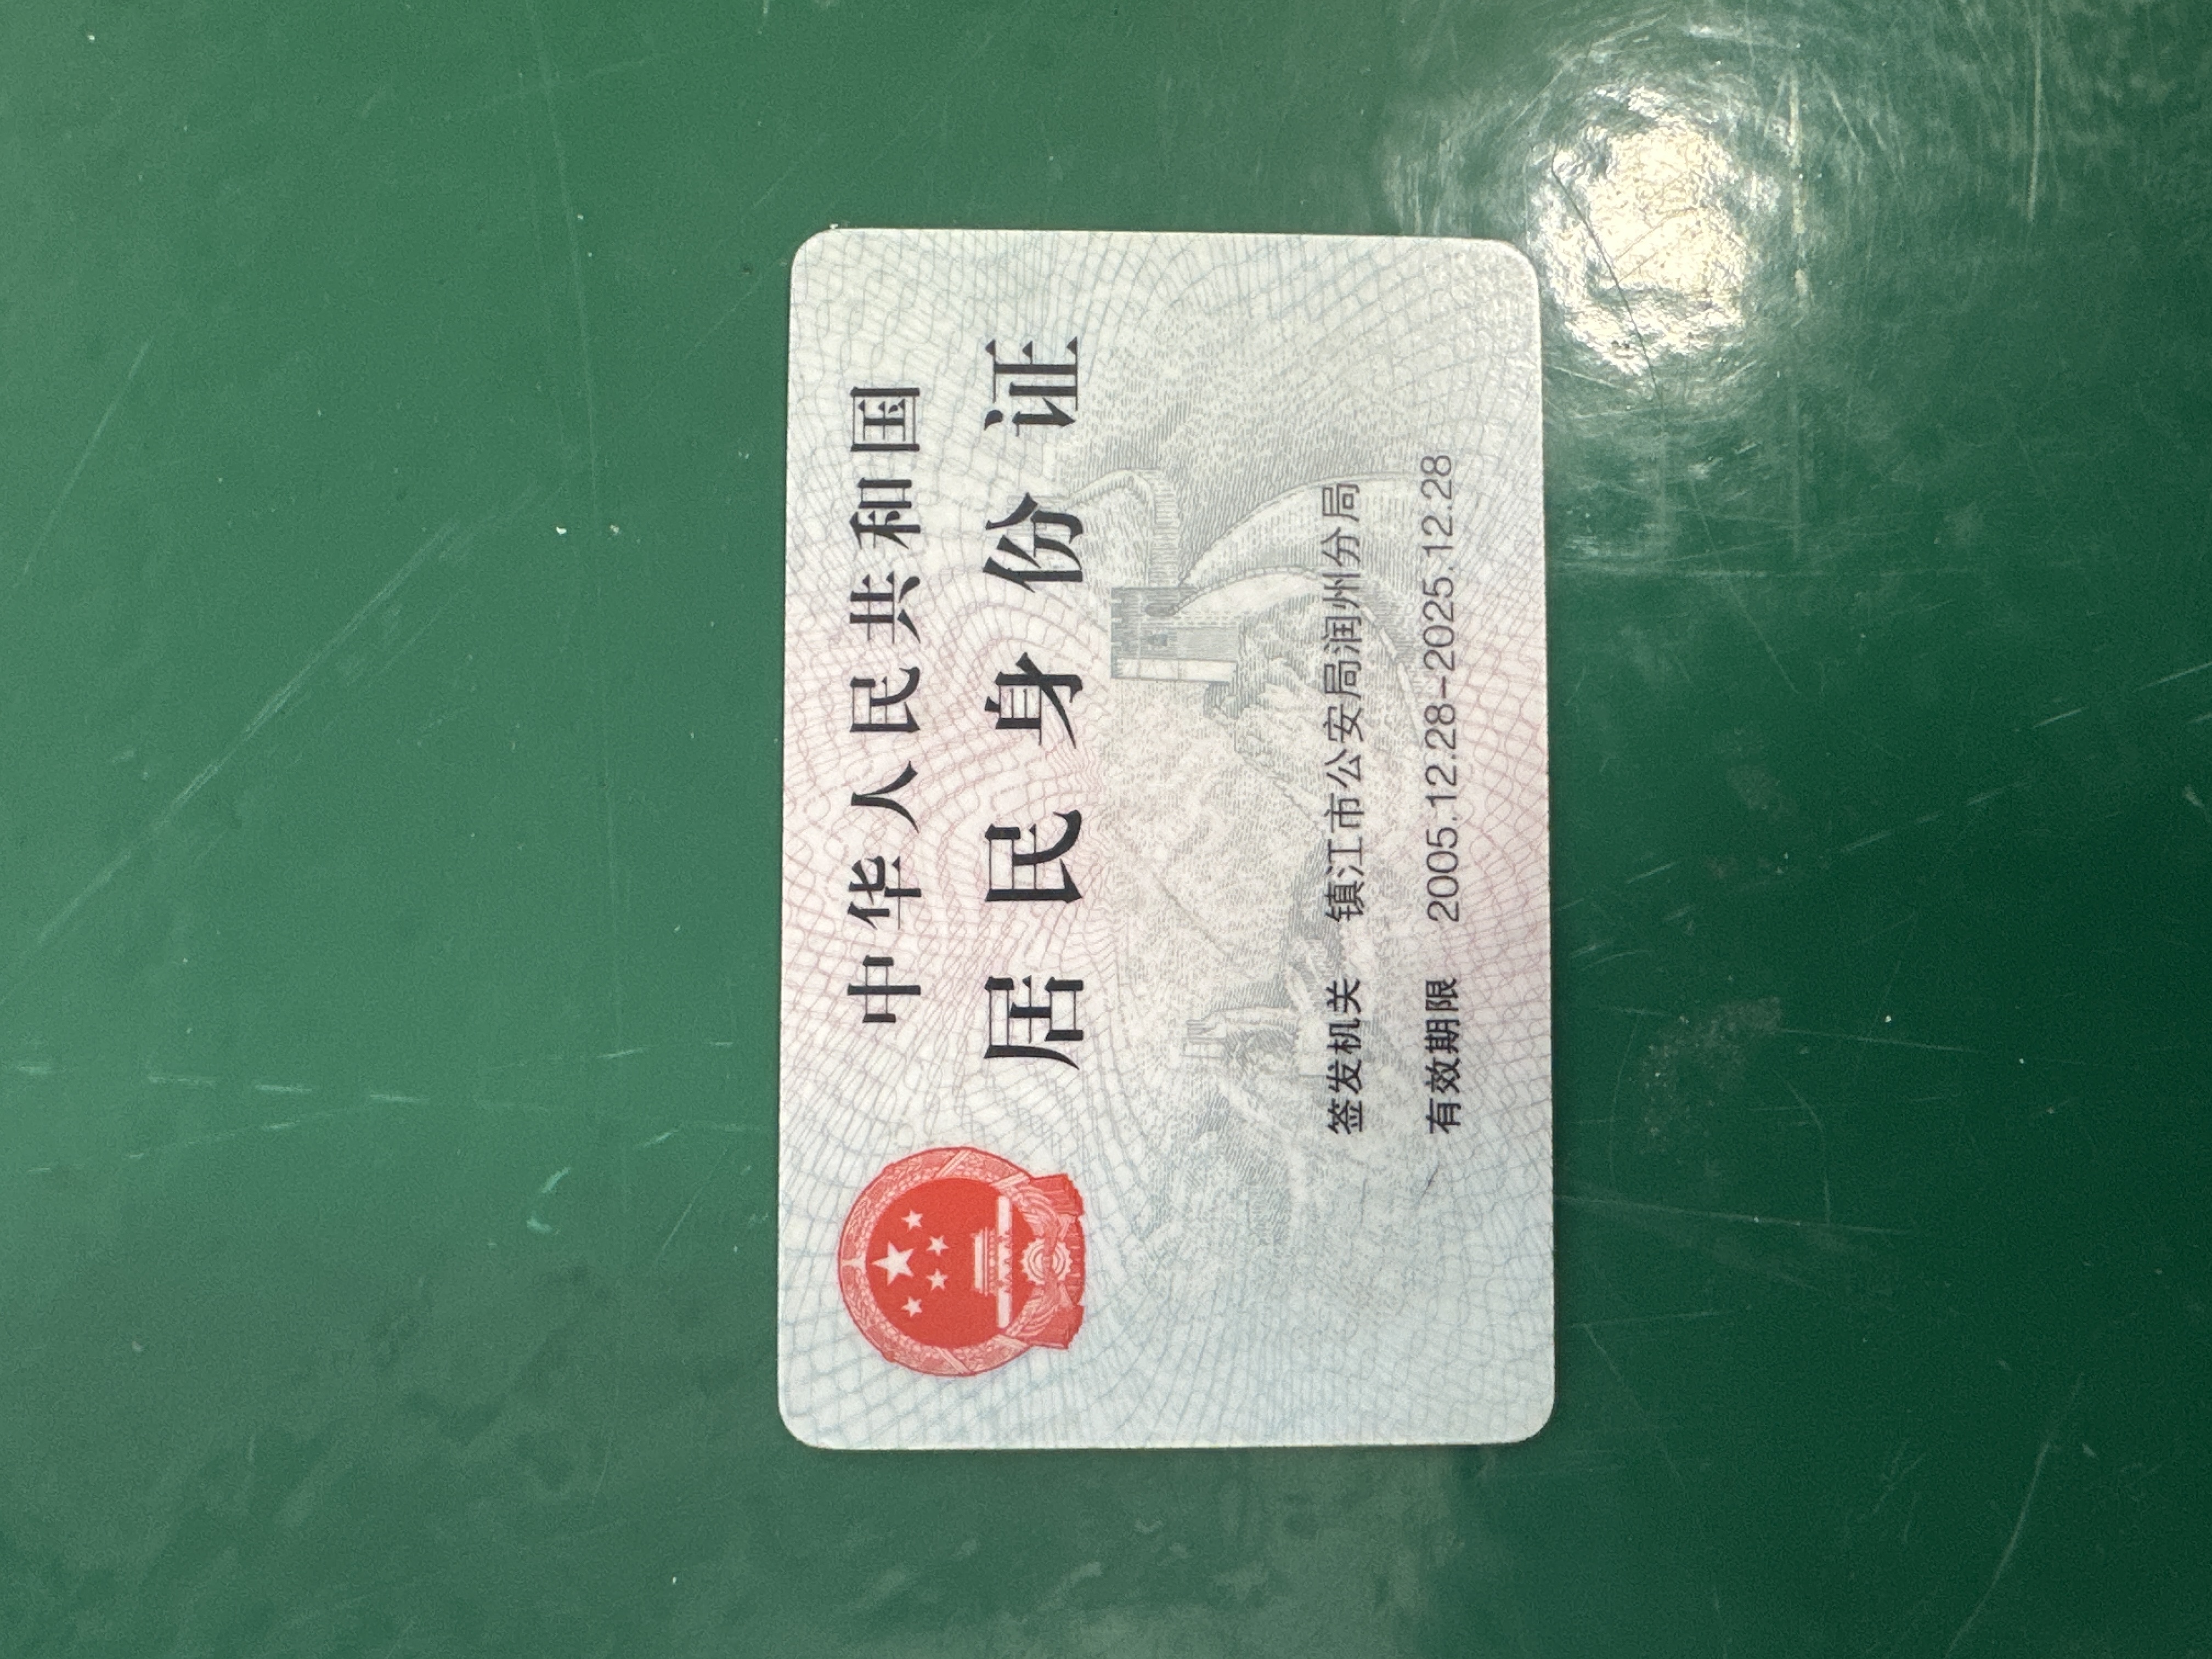 中华人民共和国
居民身份证
签发机关 镇江市公安局润州分局
有效期限 2005.12.28-2025.12.28